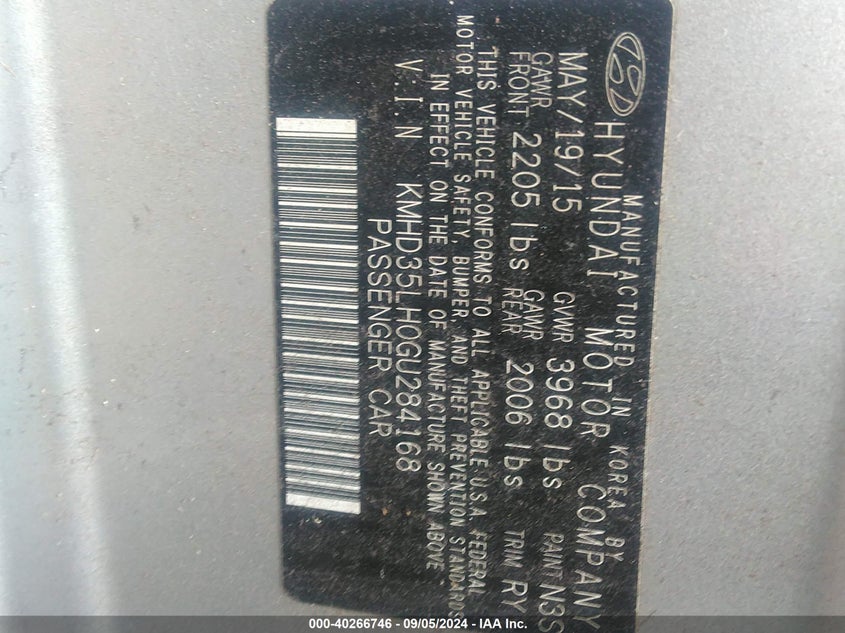 MANUFACTURED IN KOREA BY
HYUNDAI MOTOR COMPANY
MAY/19/15 GVWR 3968 lbs PAINT N3S
GAWR FRONT 2205 lbs GAWR REAR 2006 lbs TRIM RY
THIS VEHICLE CONFORMS TO ALL APPLICABLE U.S.A. FEDERAL
MOTOR VEHICLE SAFETY, BUMPER, AND THEFT PREVENTION STANDARDS
IN EFFECT ON THE DATE OF MANUFACTURE SHOWN ABOVE
V.I.N KMHD35LH0GU284168
PASSENGER CAR
000-40266746 - 09/05/2024 - IAA Inc.